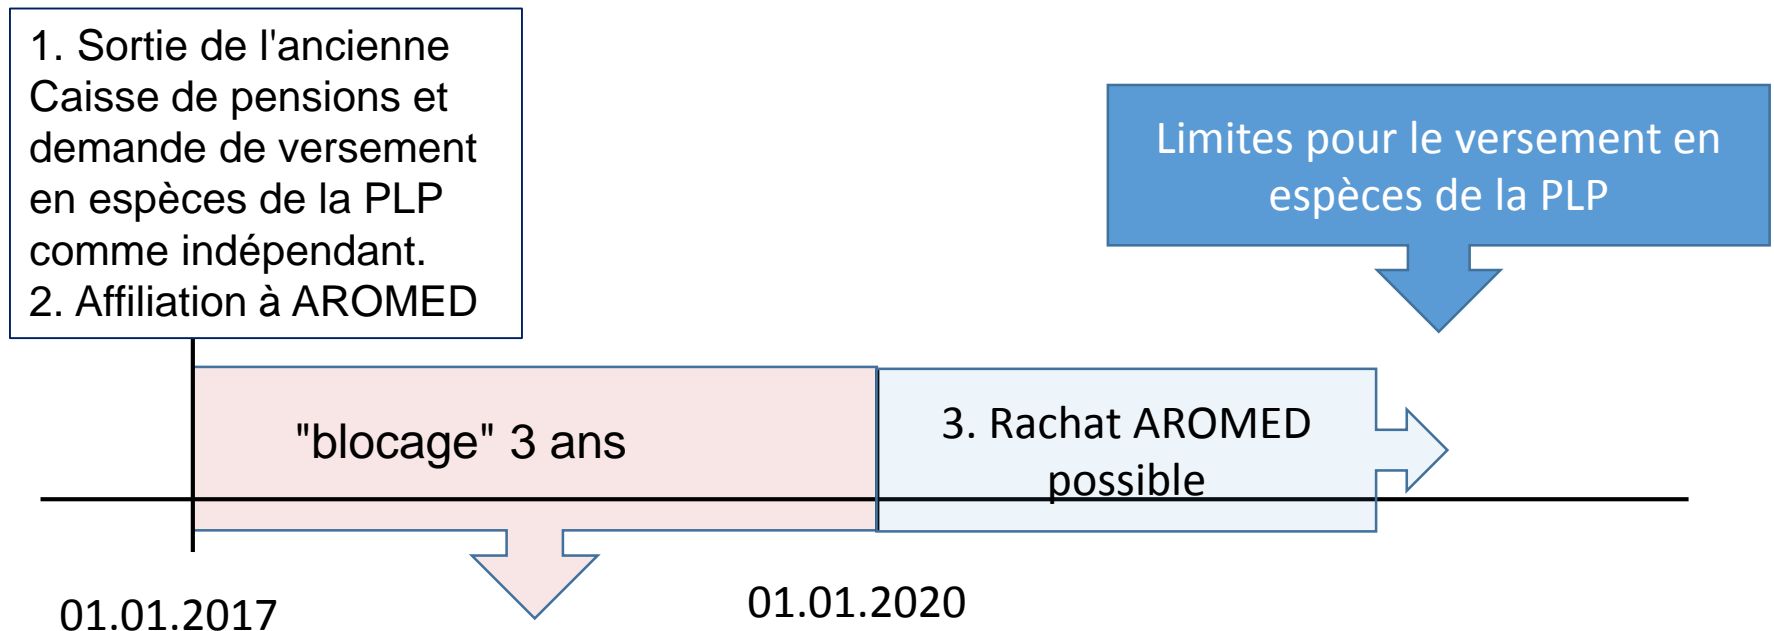 1. Sortie de l'ancienne
Caisse de pensions et
demande de versement
en espèces de la PLP
comme indépendant.
2. Affiliation à AROMED
Limites pour le versement en
espèces de la PLP
"blocage" 3 ans
3. Rachat AROMED
possible
01.01.2017
01.01.2020